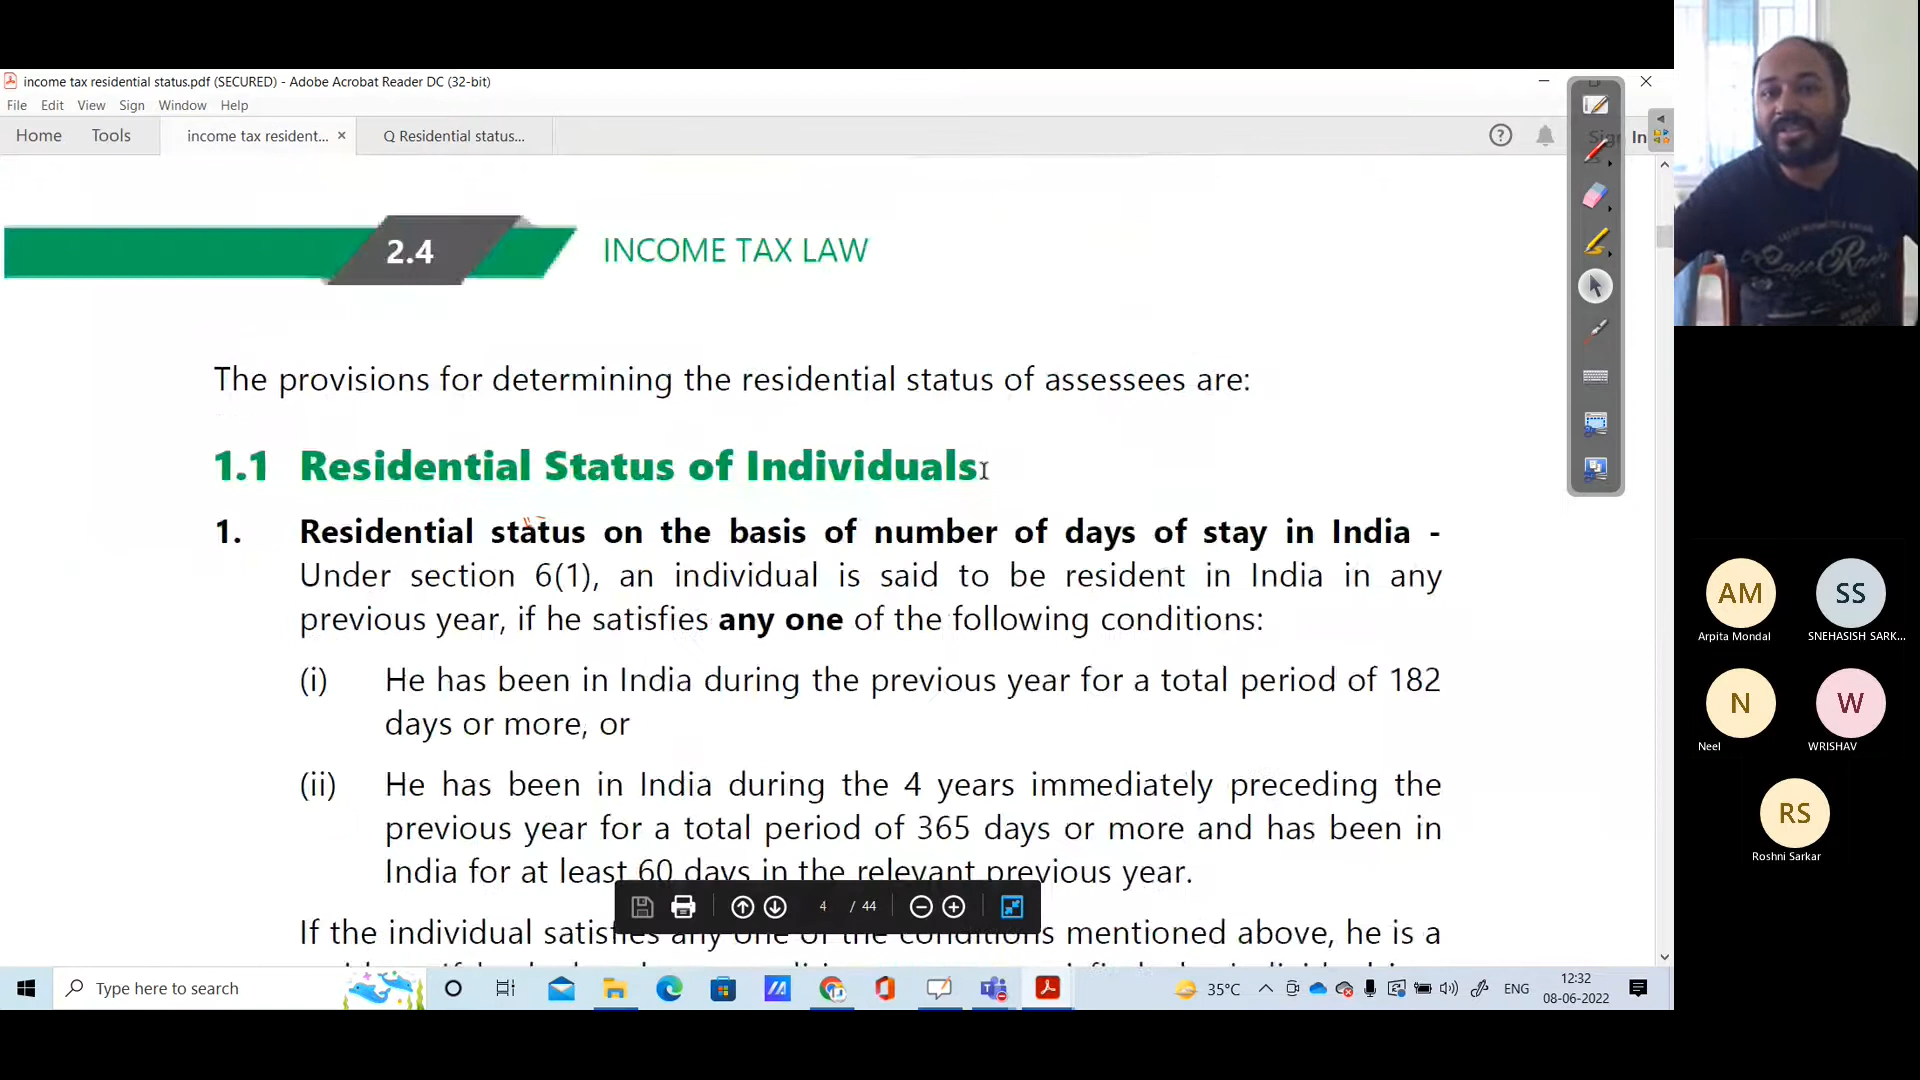 income tax residential status.pdf (SECURED) - Adobe Acrobat Reader DC (32-bit)
File Edit View Sign Window Help
Home Tools income tax resident... × Q Residential status... Sign In
2.4 INCOME TAX LAW
The provisions for determining the residential status of assessees are:
1.1 Residential Status of Individuals
1. Residential status on the basis of number of days of stay in India -
Under section 6(1), an individual is said to be resident in India in any
previous year, if he satisfies any one of the following conditions:
(i) He has been in India during the previous year for a total period of 182
days or more, or
(ii) He has been in India during the 4 years immediately preceding the
previous year for a total period of 365 days or more and has been in
India for at least 60 days in the relevant previous year.
4 / 44
If the individual satisfies any one of the conditions mentioned above, he is a
Type here to search
35°C ENG 12:32
08-06-2022
AM SS
Arpita Mondal SNEHASISH SARK...
N W
Neel WRISHAV
RS
Roshni Sarkar